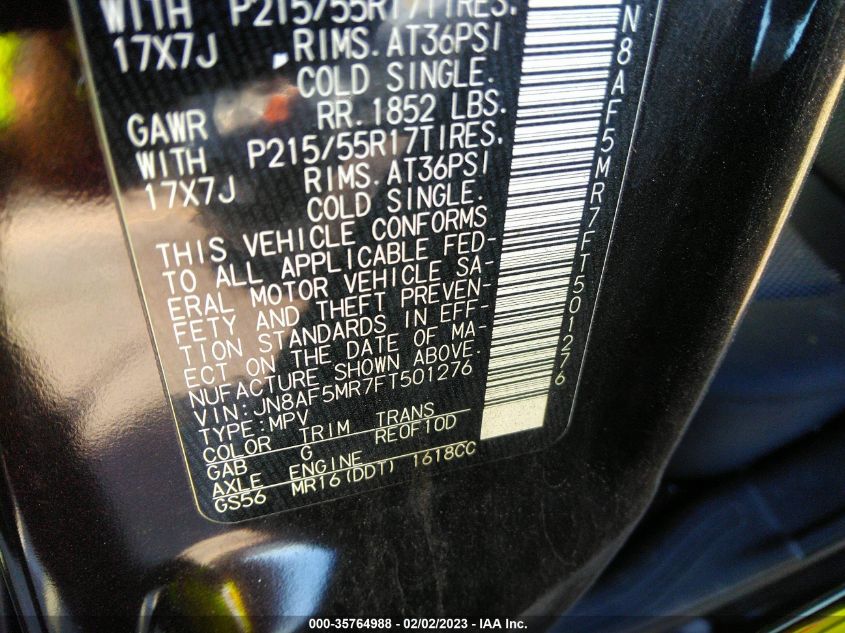 WITH P215/55R17TIRES.
17X7J RIMS. AT36PSI
COLD SINGLE.
GAWR RR. 1852 LBS.
WITH P215/55R17TIRES.
17X7J RIMS. AT36PSI
COLD SINGLE.
THIS VEHICLE CONFORMS
TO ALL APPLICABLE FED-
ERAL MOTOR VEHICLE SA-
FETY AND THEFT PREVEN-
TION STANDARDS IN EFF-
ECT ON THE DATE OF MA-
NUFACTURE SHOWN ABOVE.
VIN: JN8AF5MR7FT501276
TYPE: MPV
COLOR TRIM TRANS
GAB G RE0F10D
AXLE ENGINE
GS56 MR16(DDT) 1618CC
N8AF5MR7FT501276
000-35764988 - 02/02/2023 - IAA Inc.